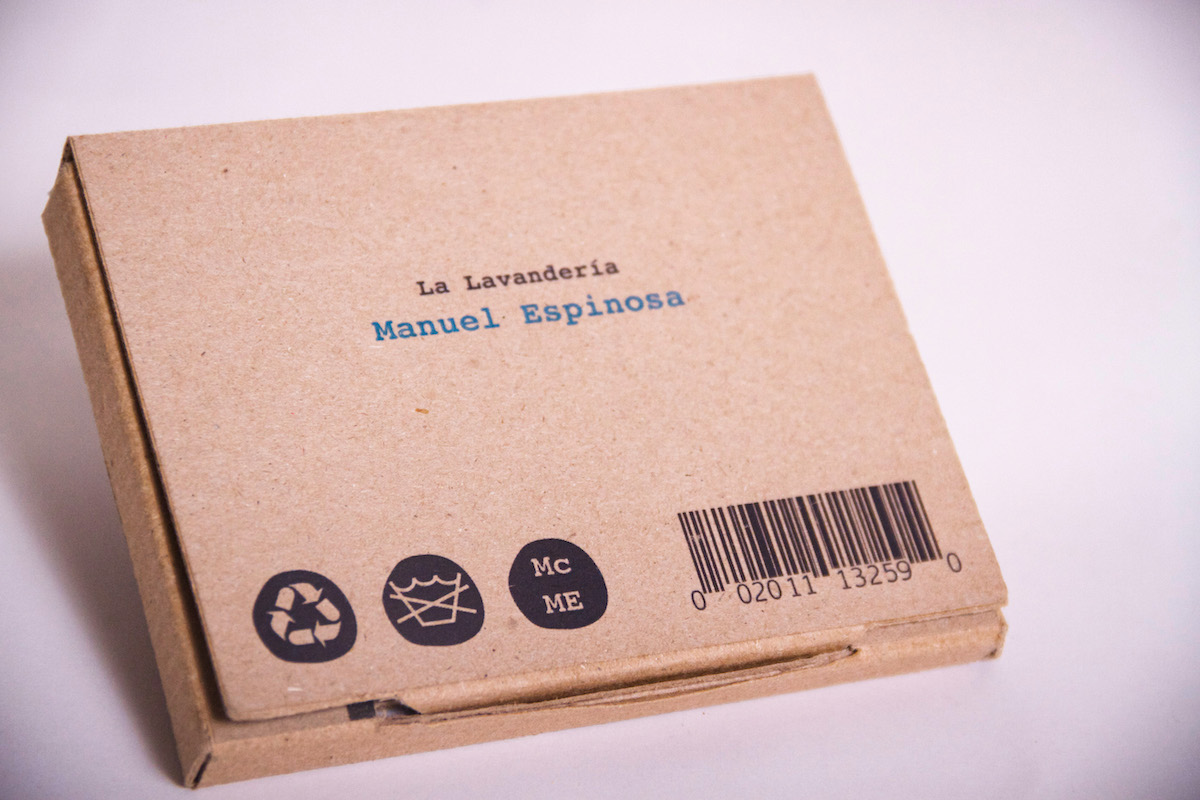 La Lavandería
Manuel Espinosa
Mc
ME
0 02011 13259 0